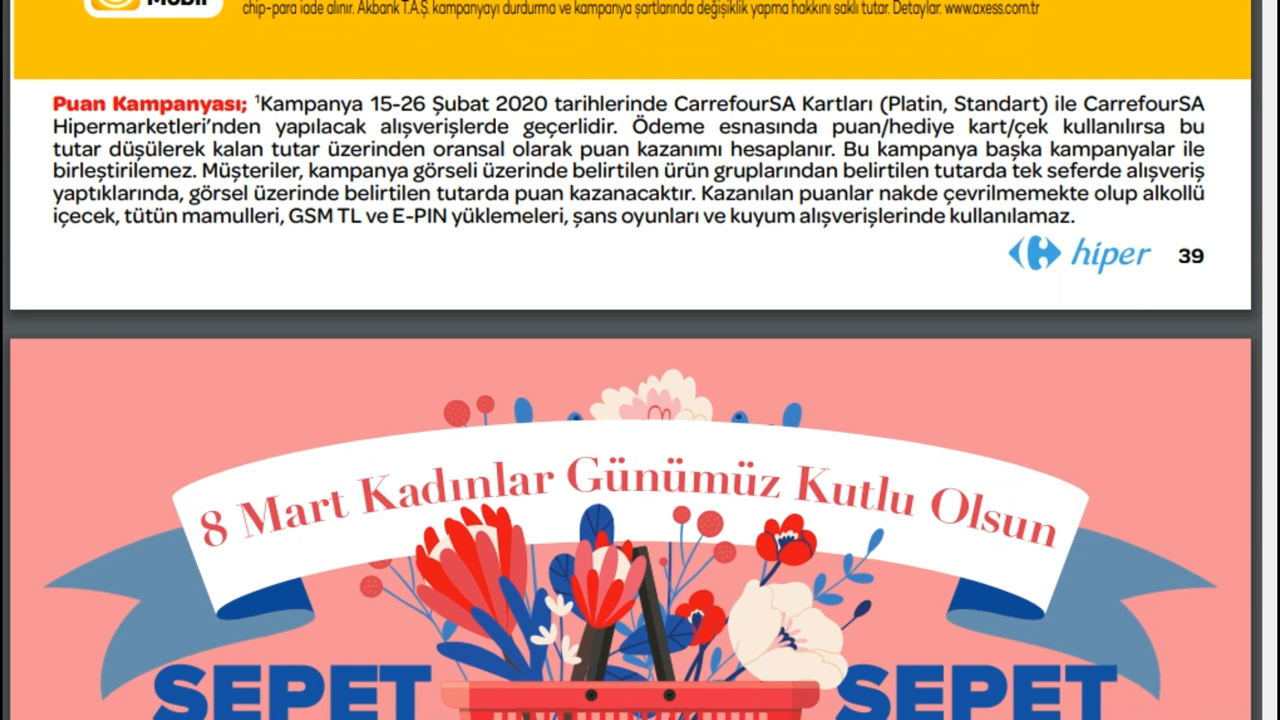 Mobil
chip-para iade alınır. Akbank T.A.Ş. kampanyayı durdurma ve kampanya şartlarında değişiklik yapma hakkını saklı tutar. Detaylar: www.axess.com.tr
Puan Kampanyası; ¹Kampanya 15-26 Şubat 2020 tarihlerinde CarrefourSA Kartları (Platin, Standart) ile CarrefourSA
Hipermarketleri’nden yapılacak alışverişlerde geçerlidir. Ödeme esnasında puan/hediye kart/çek kullanılırsa bu
tutar düşülerek kalan tutar üzerinden oransal olarak puan kazanımı hesaplanır. Bu kampanya başka kampanyalar ile
birleştirilemez. Müşteriler, kampanya görseli üzerinde belirtilen ürün gruplarından belirtilen tutarda tek seferde alışveriş
yaptıklarında, görsel üzerinde belirtilen tutarda puan kazanacaktır. Kazanılan puanlar nakde çevrilmemekte olup alkollü
içecek, tütün mamulleri, GSM TL ve E-PIN yüklemeleri, şans oyunları ve kuyum alışverişlerinde kullanılamaz.
hiper 39
8 Mart Kadınlar Günümüz Kutlu Olsun
SEPET SEPET